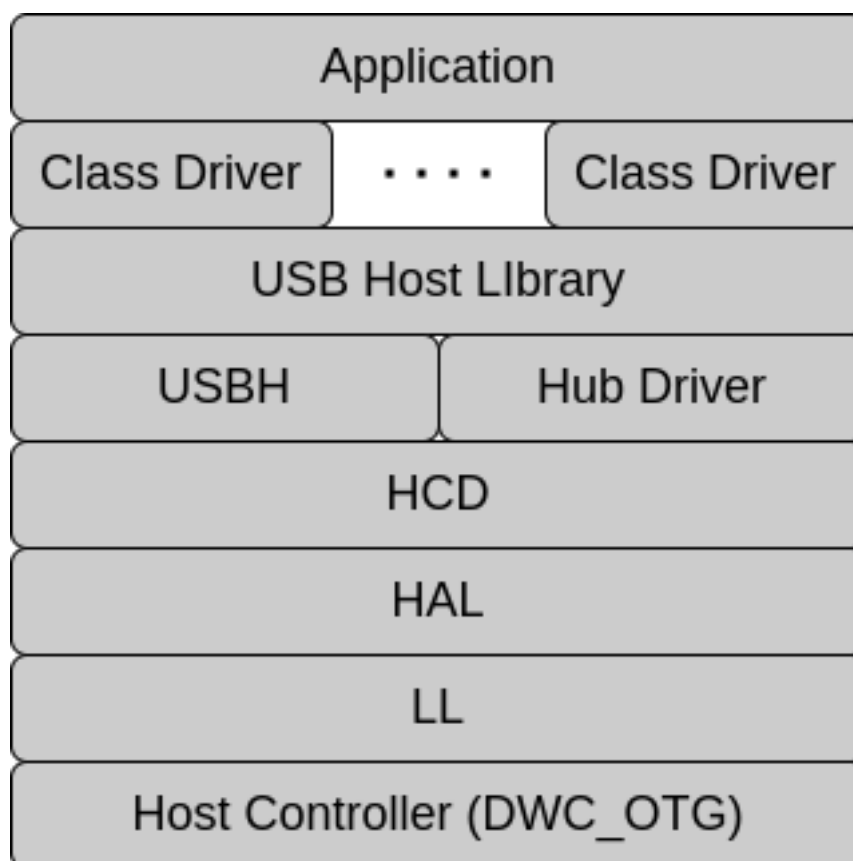 Application
Class Driver .... Class Driver
USB Host LIbrary
USBH Hub Driver
HCD
HAL
LL
Host Controller (DWC_OTG)